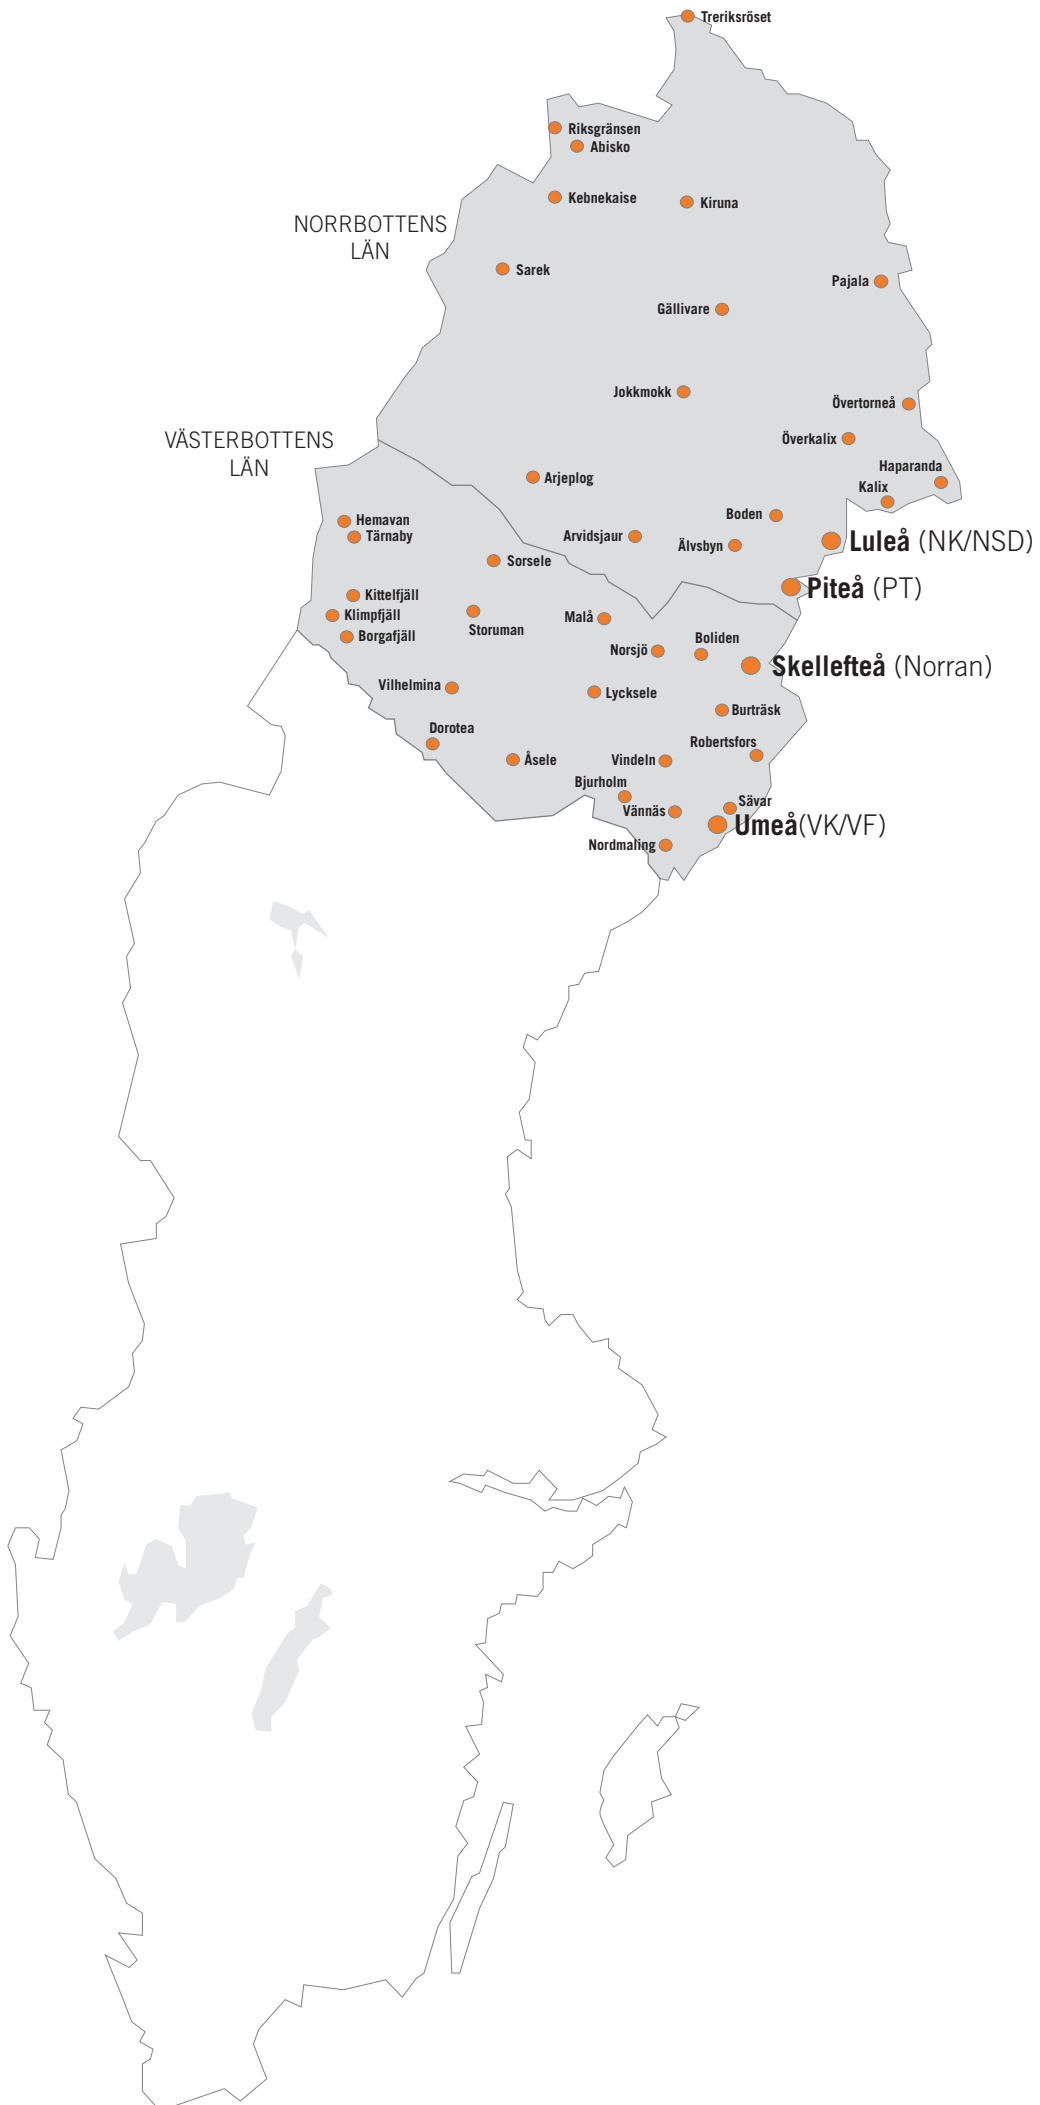 Treriksröset
Riksgränsen
Abisko
Kebnekaise
Kiruna
NORRBOTTENS
LÄN
Sarek
Pajala
Gällivare
Jokkmokk
Övertorneå
VÄSTERBOTTENS
LÄN
Överkalix
Haparanda
Arjeplog
Kalix
Boden
Hemavan
Tärnaby
Arvidsjaur
Älvsbyn
Luleå (NK/NSD)
Sorsele
Piteå (PT)
Kittelfjäll
Klimpfjäll
Malå
Storuman
Borgafjäll
Boliden
Norsjö
Skellefteå (Norran)
Vilhelmina
Lycksele
Burträsk
Dorotea
Robertsfors
Åsele
Vindeln
Bjurholm
Sävar
Vännäs
Umeå(VK/VF)
Nordmaling